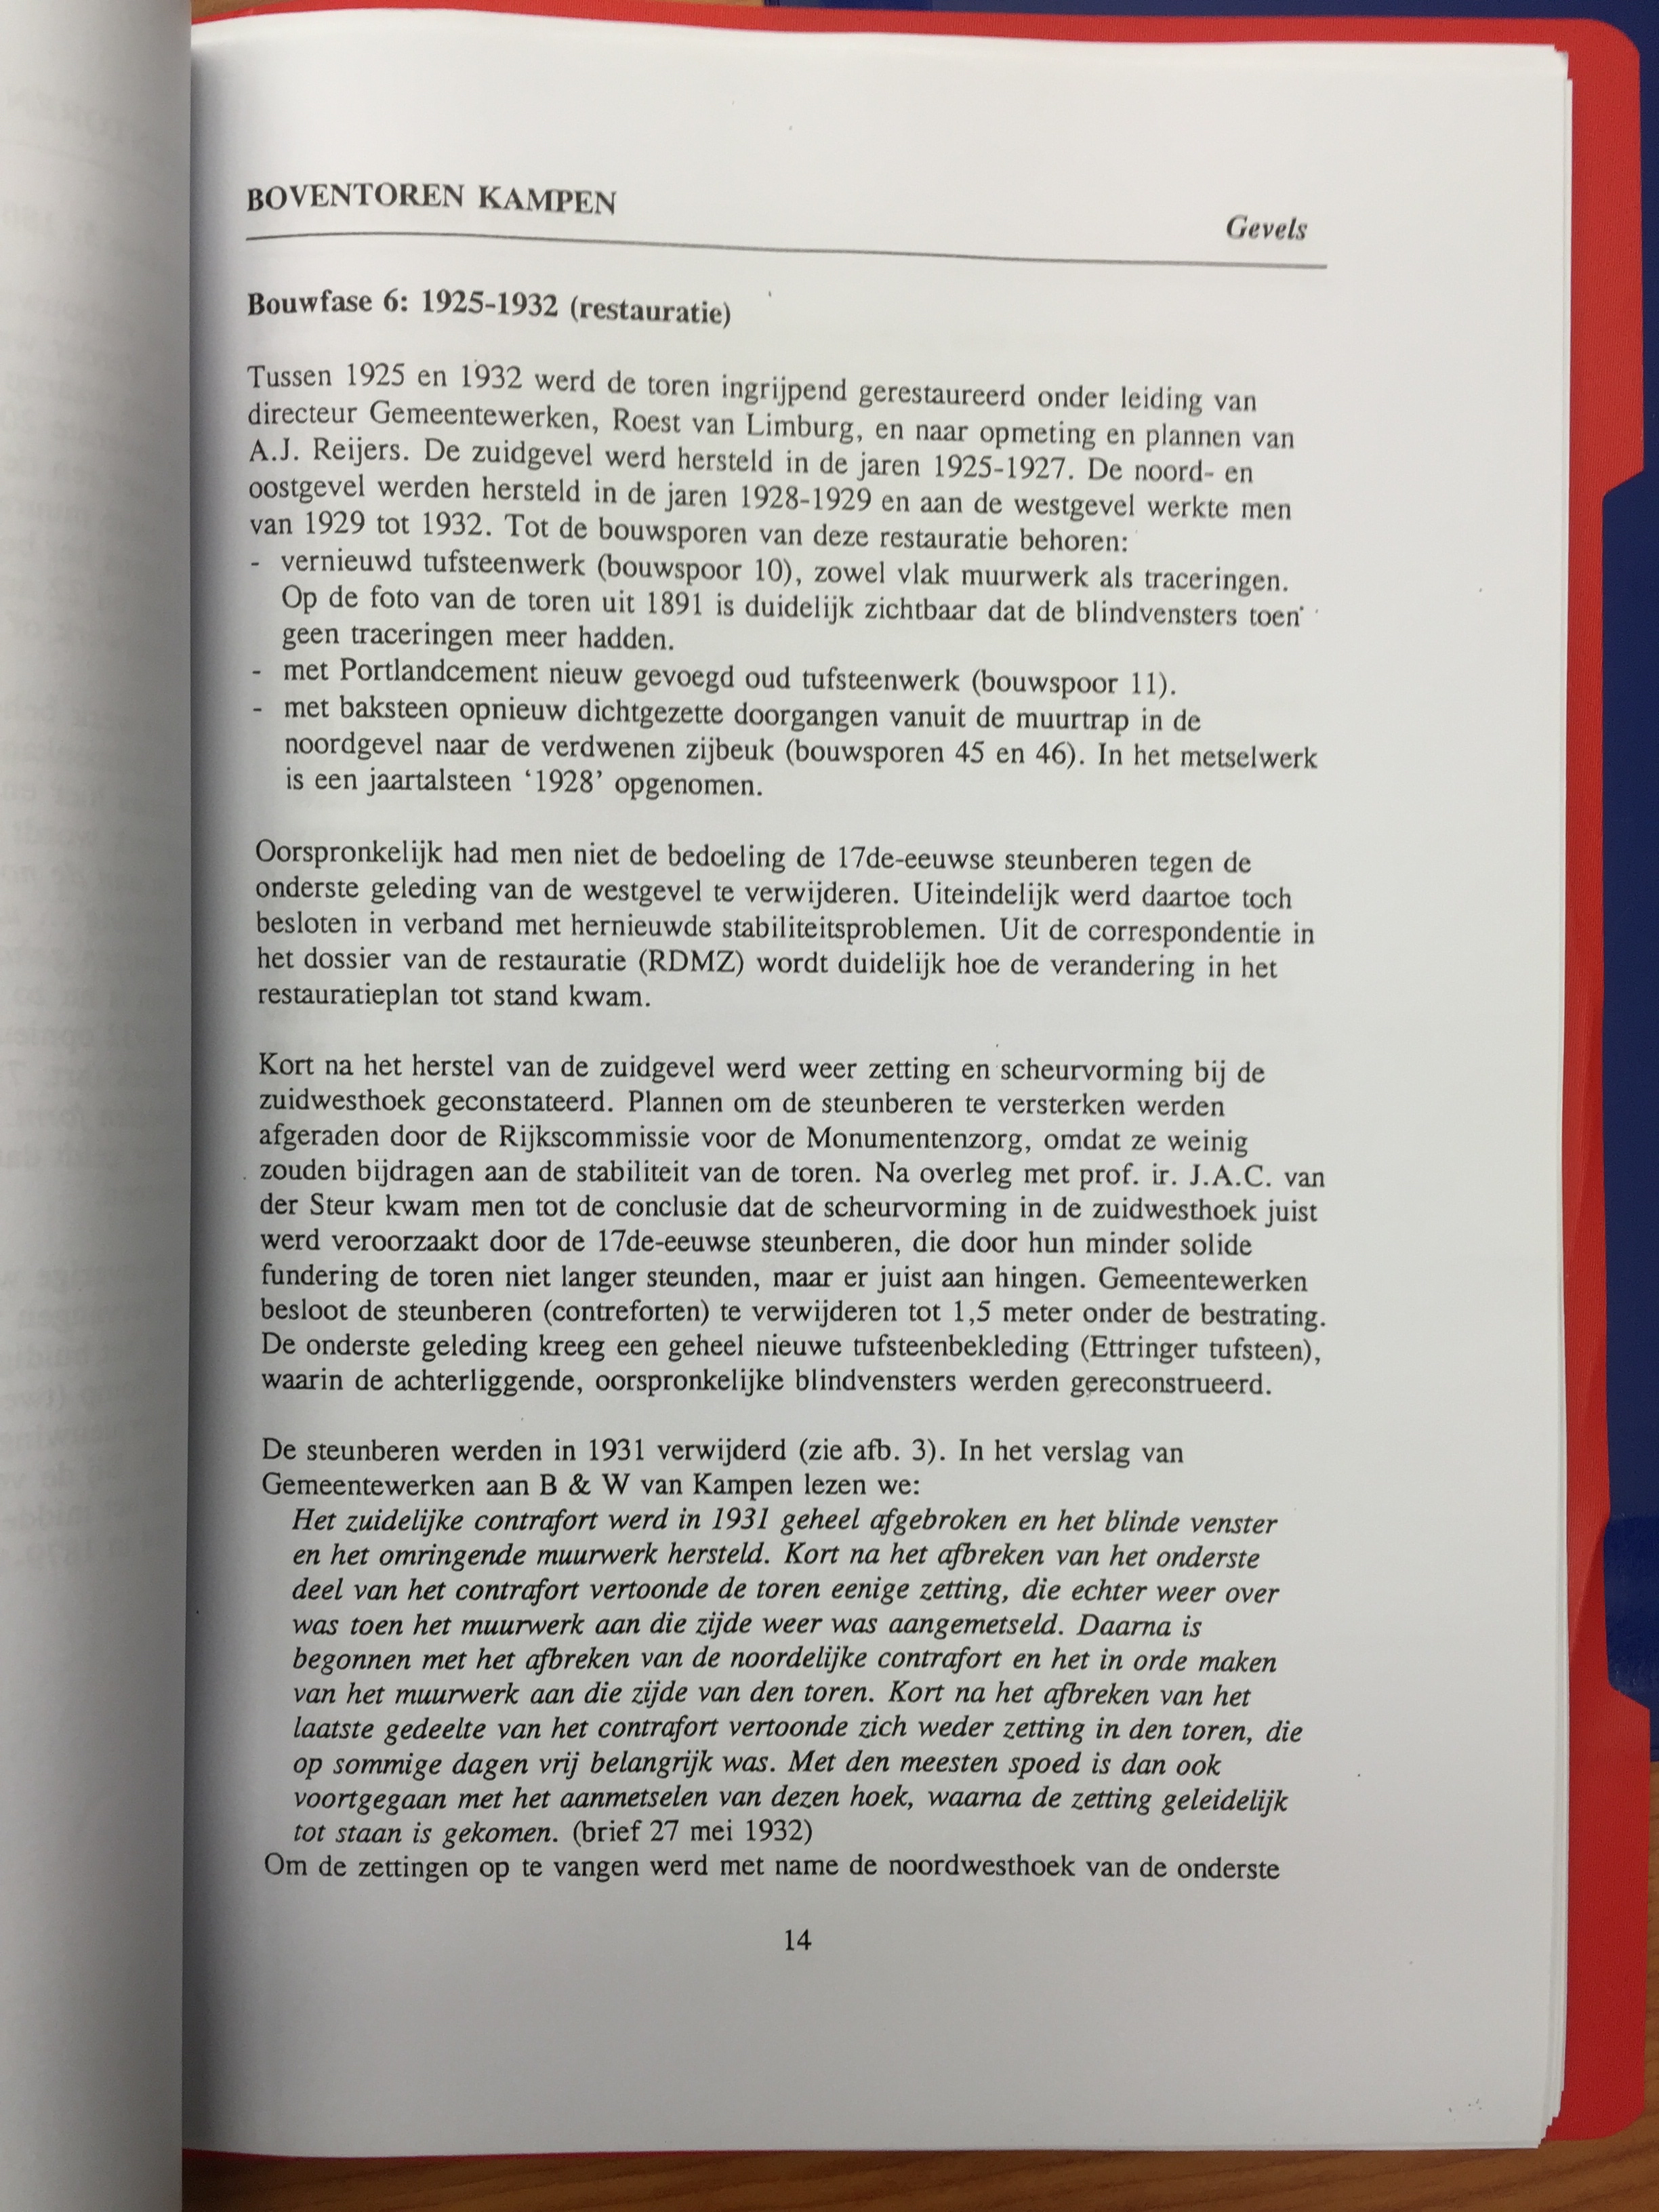 BOVENTOREN KAMPEN
Gevels
Bouwfase 6: 1925-1932 (restauratie)
Tussen 1925 en 1932 werd de toren ingrijpend gerestaureerd onder leiding van
directeur Gemeentewerken, Roest van Limburg, en naar opmeting en plannen van
A.J. Reijers. De zuidgevel werd hersteld in de jaren 1925-1927. De noord- en
oostgevel werden hersteld in de jaren 1928-1929 en aan de westgevel werkte men
van 1929 tot 1932. Tot de bouwsporen van deze restauratie behoren:
- vernieuwd tufsteenwerk (bouwspoor 10), zowel vlak muurwerk als traceringen.
Op de foto van de toren uit 1891 is duidelijk zichtbaar dat de blindvensters toen
geen traceringen meer hadden.
- met Portlandcement nieuw gevoegd oud tufsteenwerk (bouwspoor 11).
- met baksteen opnieuw dichtgezette doorgangen vanuit de muurtrap in de
noordgevel naar de verdwenen zijbeuk (bouwsporen 45 en 46). In het metselwerk
is een jaartalsteen ‘1928’ opgenomen.
Oorspronkelijk had men niet de bedoeling de 17de-eeuwse steunberen tegen de
onderste geleding van de westgevel te verwijderen. Uiteindelijk werd daartoe toch
besloten in verband met hernieuwde stabiliteitsproblemen. Uit de correspondentie in
het dossier van de restauratie (RDMZ) wordt duidelijk hoe de verandering in het
restauratieplan tot stand kwam.
Kort na het herstel van de zuidgevel werd weer zetting en scheurvorming bij de
zuidwesthoek geconstateerd. Plannen om de steunberen te versterken werden
afgeraden door de Rijkscommissie voor de Monumentenzorg, omdat ze weinig
zouden bijdragen aan de stabiliteit van de toren. Na overleg met prof. ir. J.A.C. van
der Steur kwam men tot de conclusie dat de scheurvorming in de zuidwesthoek juist
werd veroorzaakt door de 17de-eeuwse steunberen, die door hun minder solide
fundering de toren niet langer steunden, maar er juist aan hingen. Gemeentewerken
besloot de steunberen (contreforten) te verwijderen tot 1,5 meter onder de bestrating.
De onderste geleding kreeg een geheel nieuwe tufsteenbekleding (Ettringer tufsteen),
waarin de achterliggende, oorspronkelijke blindvensters werden gereconstrueerd.
De steunberen werden in 1931 verwijderd (zie afb. 3). In het verslag van
Gemeentewerken aan B & W van Kampen lezen we:
Het zuidelijke contrafort werd in 1931 geheel afgebroken en het blinde venster
en het omringende muurwerk hersteld. Kort na het afbreken van het onderste
deel van het contrafort vertoonde de toren eenige zetting, die echter weer over
was toen het muurwerk aan die zijde weer was aangemetseld. Daarna is
begonnen met het afbreken van de noordelijke contrafort en het in orde maken
van het muurwerk aan die zijde van den toren. Kort na het afbreken van het
laatste gedeelte van het contrafort vertoonde zich weder zetting in den toren, die
op sommige dagen vrij belangrijk was. Met den meesten spoed is dan ook
voortgegaan met het aanmetselen van dezen hoek, waarna de zetting geleidelijk
tot staan is gekomen. (brief 27 mei 1932)
Om de zettingen op te vangen werd met name de noordwesthoek van de onderste
14